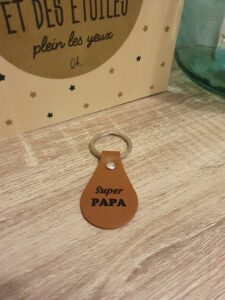 ET DES ÉTOILES
plein les yeux
Super
PAPA